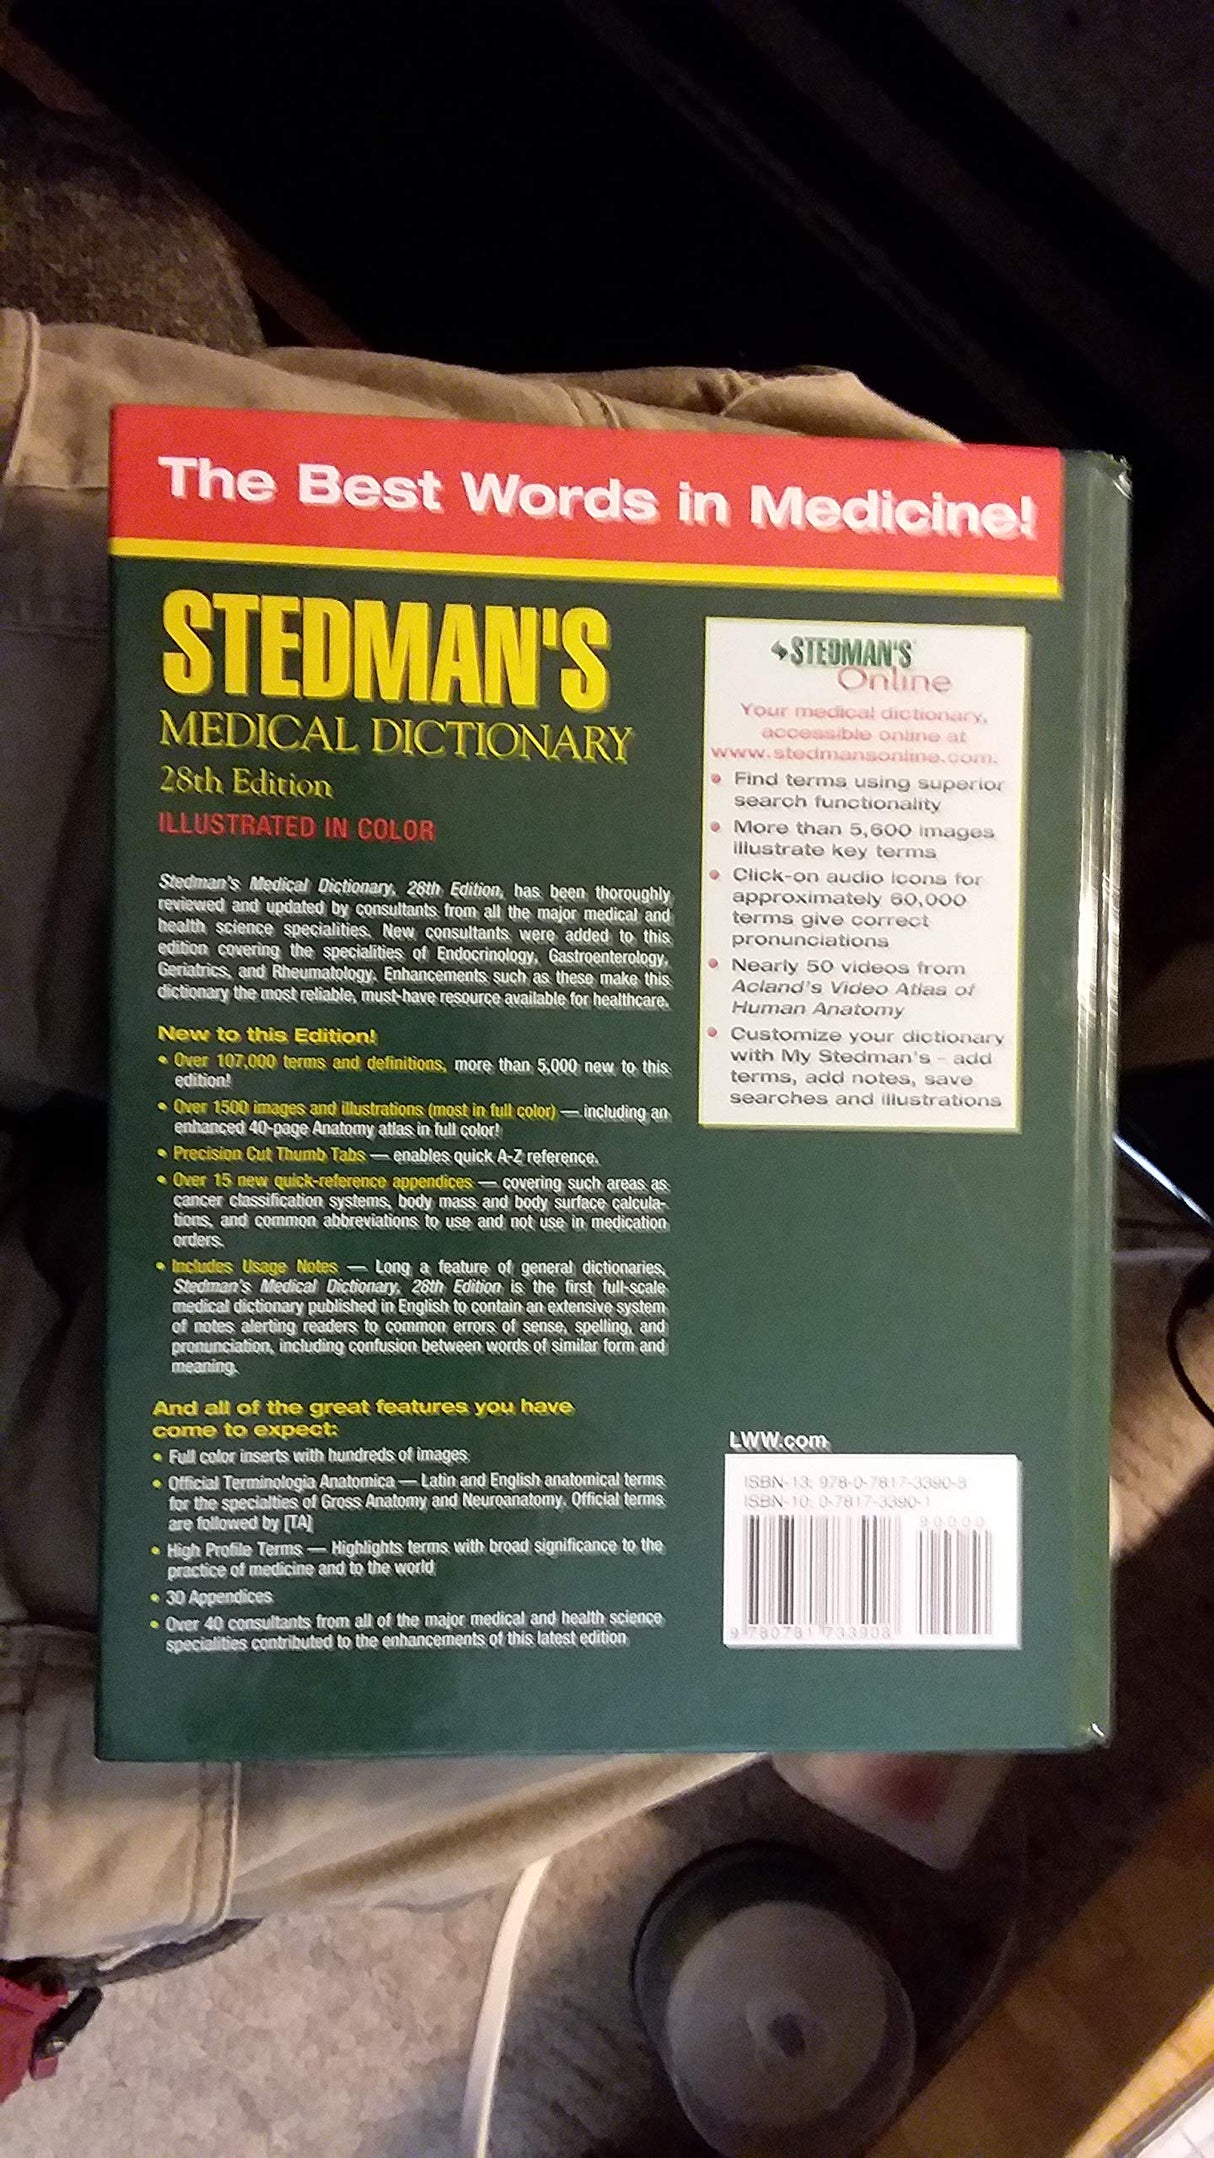 The Best Words in Medicine!
STEDMAN'S
MEDICAL DICTIONARY
28th Edition
ILLUSTRATED IN COLOR
Stedman's Medical Dictionary, 28th Edition, has been thoroughly
reviewed and updated by consultants from all the major medical and
health science specialities. New consultants were added to this
edition covering the specialities of Endocrinology, Gastroenterology,
Geriatrics, and Rheumatology. Enhancements such as these make this
dictionary the most reliable, must-have resource available for healthcare.
New to this Edition!
• Over 107,000 terms and definitions, more than 5,000 new to this
edition!
• Over 1500 images and illustrations (most in full color) — including an
enhanced 40-page Anatomy atlas in full color!
• Precision Cut Thumb Tabs — enables quick A-Z reference.
• Over 15 new quick-reference appendices — covering such areas as
cancer classification systems, body mass and body surface calcula-
tions, and common abbreviations to use and not use in medication
orders.
• Includes Usage Notes — Long a feature of general dictionaries,
Stedman's Medical Dictionary, 28th Edition is the first full-scale
medical dictionary published in English to contain an extensive system
of notes alerting readers to common errors of sense, spelling, and
pronunciation, including confusion between words of similar form and
meaning.
And all of the great features you have
come to expect:
• Full color inserts with hundreds of images
• Official Terminologia Anatomica — Latin and English anatomical terms
for the specialties of Gross Anatomy and Neuroanatomy. Official terms
are followed by [TA]
• High Profile Terms — Highlights terms with broad significance to the
practice of medicine and to the world
• 30 Appendices
• Over 40 consultants from all of the major medical and health science
specialities contributed to the enhancements of this latest edition
STEDMAN'S
Online
Your medical dictionary,
accessible online at
www.stedmansonline.com:
• Find terms using superior
search functionality
• More than 5,600 images
illustrate key terms
• Click-on audio icons for
approximately 60,000
terms give correct
pronunciations
• Nearly 50 videos from
Acland's Video Atlas of
Human Anatomy
• Customize your dictionary
with My Stedman's - add
terms, add notes, save
searches and illustrations
LWW.com
ISBN-13: 978-0-7817-3390-8
ISBN-10: 0-7817-3390-1
90000
9 780781 733908